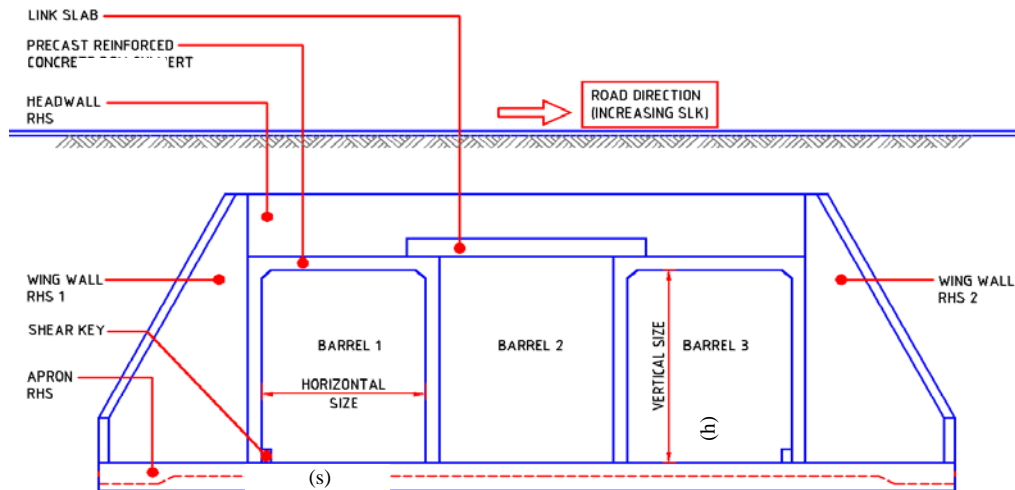 LINK SLAB
PRECAST REINFORCED
CONCRETE
HEADWALL
RHS
ROAD DIRECTION
(INCREASING SLK)
WING WALL
RHS 1
WING WALL
RHS 2
SHEAR KEY
BARREL 1
BARREL 2
BARREL 3
HORIZONTAL
SIZE
VERTICAL SIZE
(h)
APRON
RHS
(s)